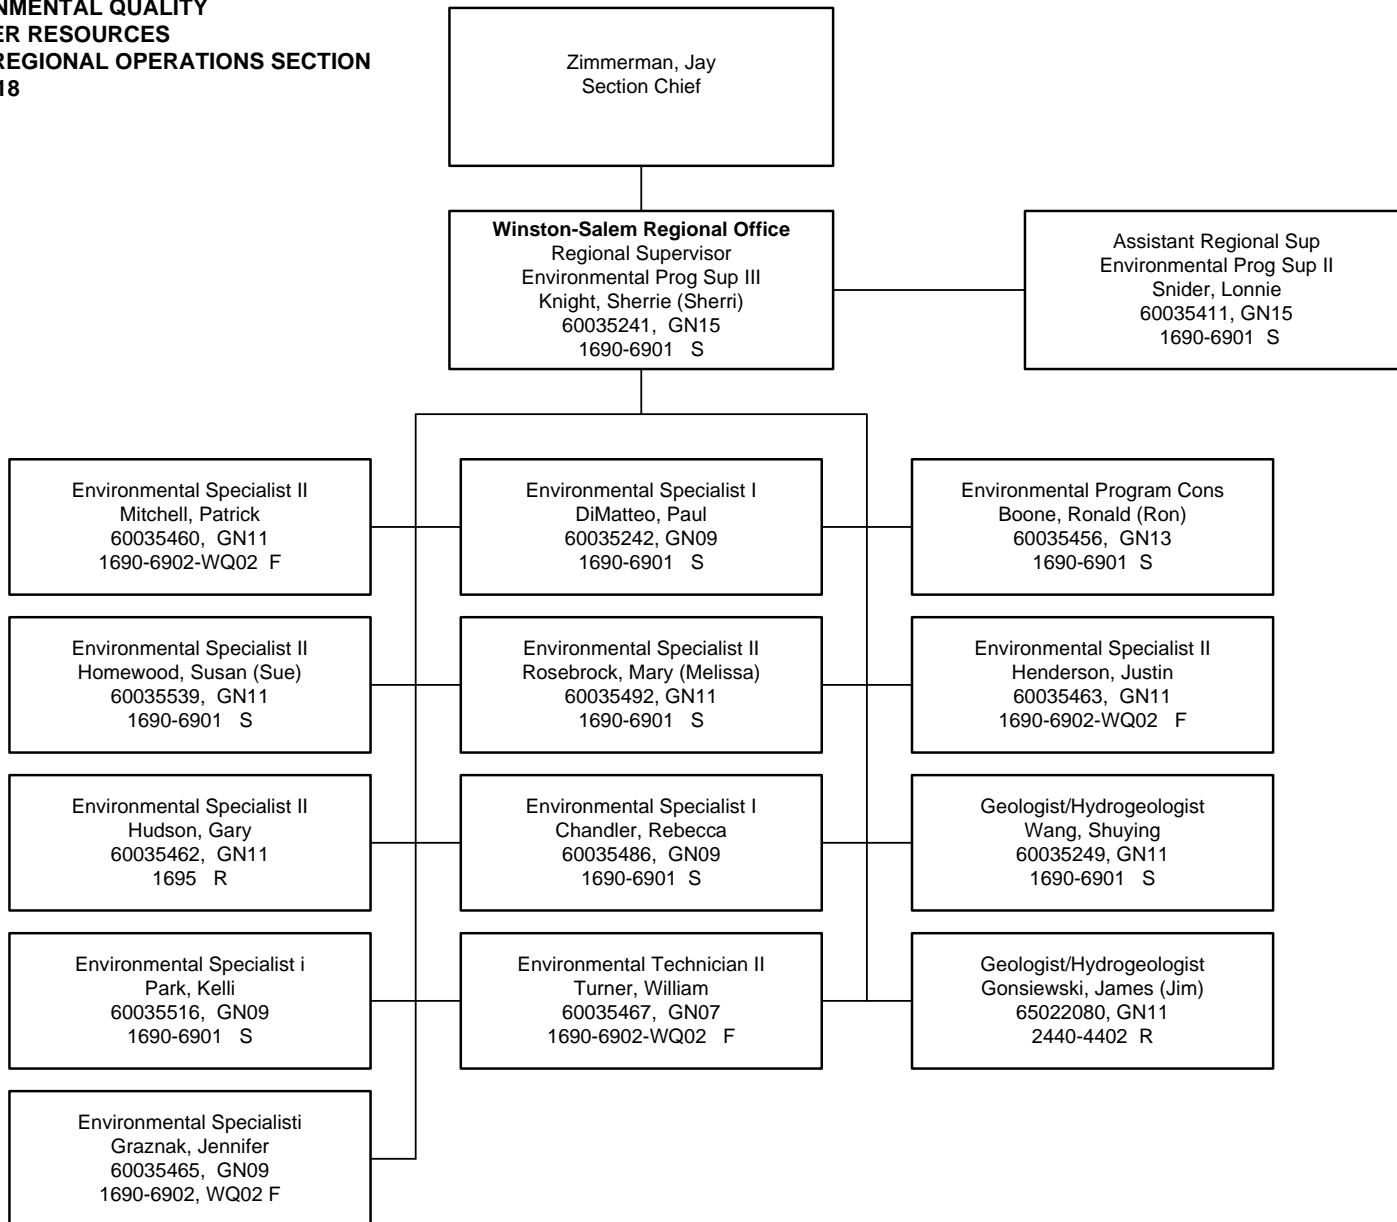 QUALITY
RESOURCES
REGIONAL OPERATIONS SECTION
Zimmerman, Jay
Section Chief
Winston-Salem Regional Office
Regional Supervisor
Environmental Prog Sup III
Knight, Sherrie (Sherri)
60035241, GN15
1690-6901 S
Assistant Regional Sup
Environmental Prog Sup II
Snider, Lonnie
60035411, GN15
1690-6901 S
Environmental Specialist II
Mitchell, Patrick
60035460, GN11
1690-6902-WQ02 F
Environmental Specialist I
DiMatteo, Paul
60035242, GN09
1690-6901 S
Environmental Program Cons
Boone, Ronald (Ron)
60035456, GN13
1690-6901 S
Environmental Specialist II
Homewood, Susan (Sue)
60035539, GN11
1690-6901 S
Environmental Specialist II
Rosebrock, Mary (Melissa)
60035492, GN11
1690-6901 S
Environmental Specialist II
Henderson, Justin
60035463, GN11
1690-6902-WQ02 F
Environmental Specialist II
Hudson, Gary
60035462, GN11
1695 R
Environmental Specialist I
Chandler, Rebecca
60035486, GN09
1690-6901 S
Geologist/Hydrogeologist
Wang, Shuying
60035249, GN11
1690-6901 S
Environmental Specialist i
Park, Kelli
60035516, GN09
1690-6901 S
Environmental Technician II
Turner, William
60035467, GN07
1690-6902-WQ02 F
Geologist/Hydrogeologist
Gonsiewski, James (Jim)
65022080, GN11
2440-4402 R
Environmental Specialisti
Graznak, Jennifer
60035465, GN09
1690-6902, WQ02 F